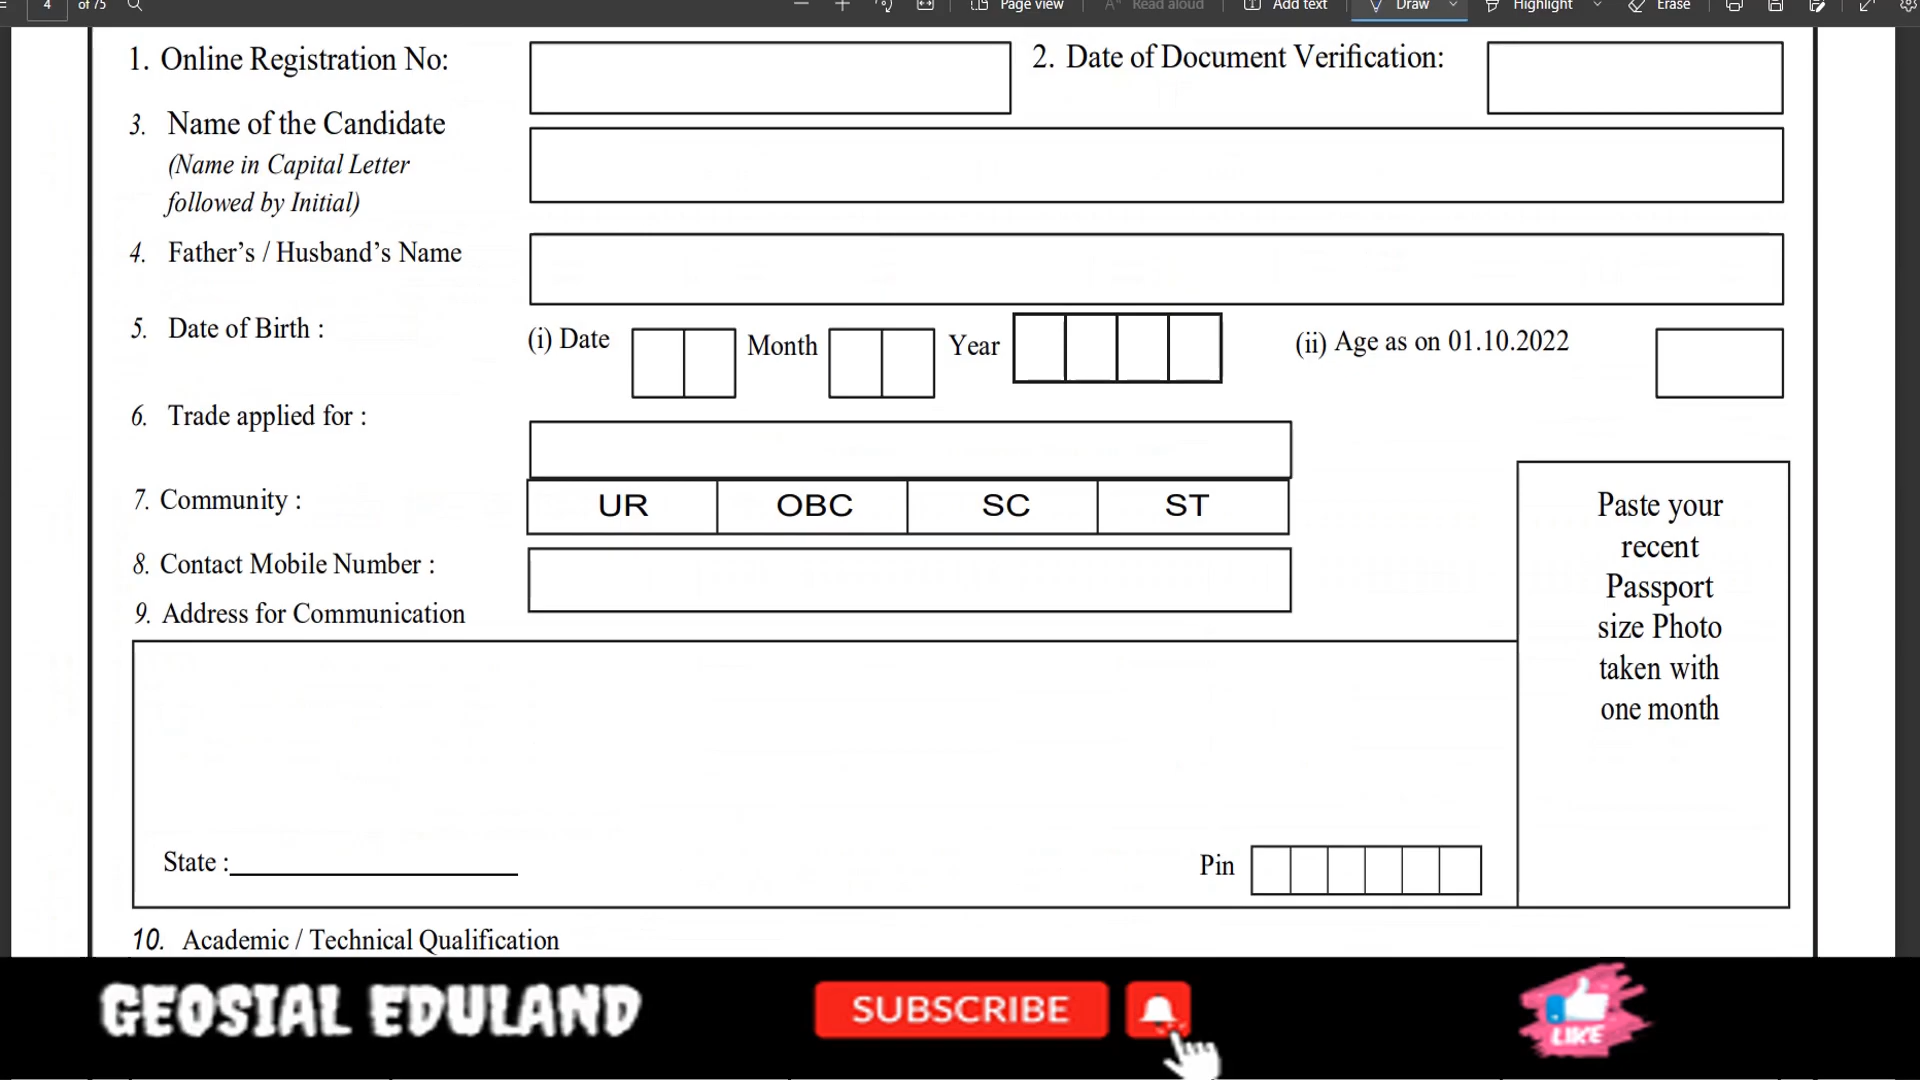 4 of 75 Page view Read aloud Add text Draw Highlight Erase
1. Online Registration No: 2. Date of Document Verification:
3. Name of the Candidate
(Name in Capital Letter
followed by Initial)
4. Father’s / Husband’s Name
5. Date of Birth : (i) Date Month Year (ii) Age as on 01.10.2022
6. Trade applied for :
7. Community : UR OBC SC ST
8. Contact Mobile Number :
9. Address for Communication
Paste your
recent
Passport
size Photo
taken with
one month
State : Pin
10. Academic / Technical Qualification
GEOSIAL EDULAND SUBSCRIBE LIKE